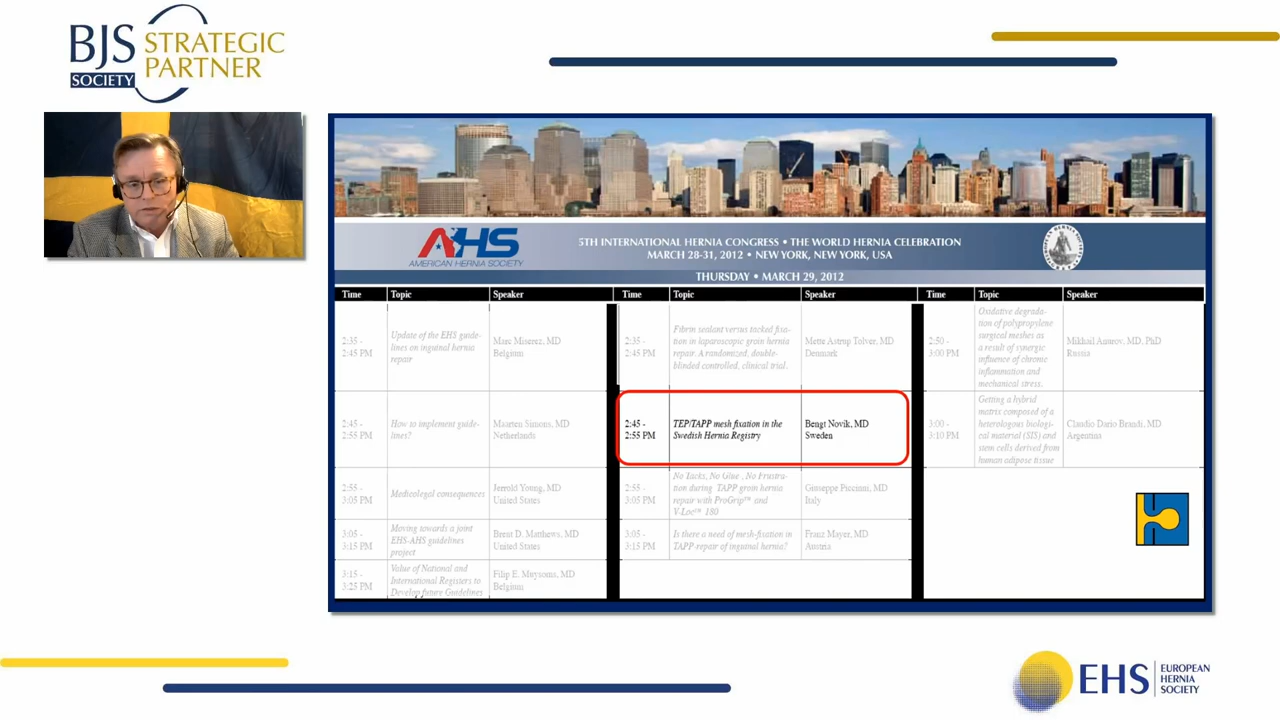 BJS STRATEGIC
SOCIETY PARTNER
AHS
AMERICAN HERNIA SOCIETY
5TH INTERNATIONAL HERNIA CONGRESS • THE WORLD HERNIA CELEBRATION
MARCH 28-31, 2012 • NEW YORK, NEW YORK, USA
THURSDAY • MARCH 29, 2012
Time Topic Speaker
2:35 -
2:45 PM
Update of the EHS guide-
lines on inguinal hernia
repair
Marc Miserez, MD
Belgium
2:45 -
2:55 PM
How to implement guide-
lines?
Maarten Simons, MD
Netherlands
2:55 -
3:05 PM
Medicolegal consequences
Jerrold Young, MD
United States
3:05 -
3:15 PM
Moving towards a joint
EHS-AHS guidelines
project
Brent D. Matthews, MD
United States
3:15 -
3:25 PM
Value of National and
International Registers to
Develop future Guidelines
Filip E. Muysoms, MD
Belgium
Time Topic Speaker
2:35 -
2:45 PM
Fibrin sealant versus tacked fixa-
tion in laparoscopic groin hernia
repair. A randomized, double-
blinded controlled, clinical trial.
Mette Astrup Tolver, MD
Denmark
2:45 -
2:55 PM
TEP/TAPP mesh fixation in the
Swedish Hernia Registry
Bengt Novik, MD
Sweden
2:55 -
3:05 PM
No Tacks, No Glue , No Frustra-
tion during TAPP groin hernia
repair with ProGrip™ and
V-Loc™ 180
Giuseppe Piccinni, MD
Italy
3:05 -
3:15 PM
Is there a need of mesh-fixation in
TAPP-repair of inguinal hernia?
Franz Mayer, MD
Austria
Time Topic Speaker
2:50 -
3:00 PM
Oxidative degrada-
tion of polypropylene
surgical meshes as
a result of synergic
influence of chronic
inflammation and
mechanical stress.
Mikhail MD, PhD
Russia
3:00 -
3:10 PM
Getting a hybrid
matrix composed of a
heterologous biologi-
cal material (SIS) and
stem cells derived from
human adipose tissue
Claudio Dario Brandi, MD
Argentina
EHS
EUROPEAN
HERNIA
SOCIETY